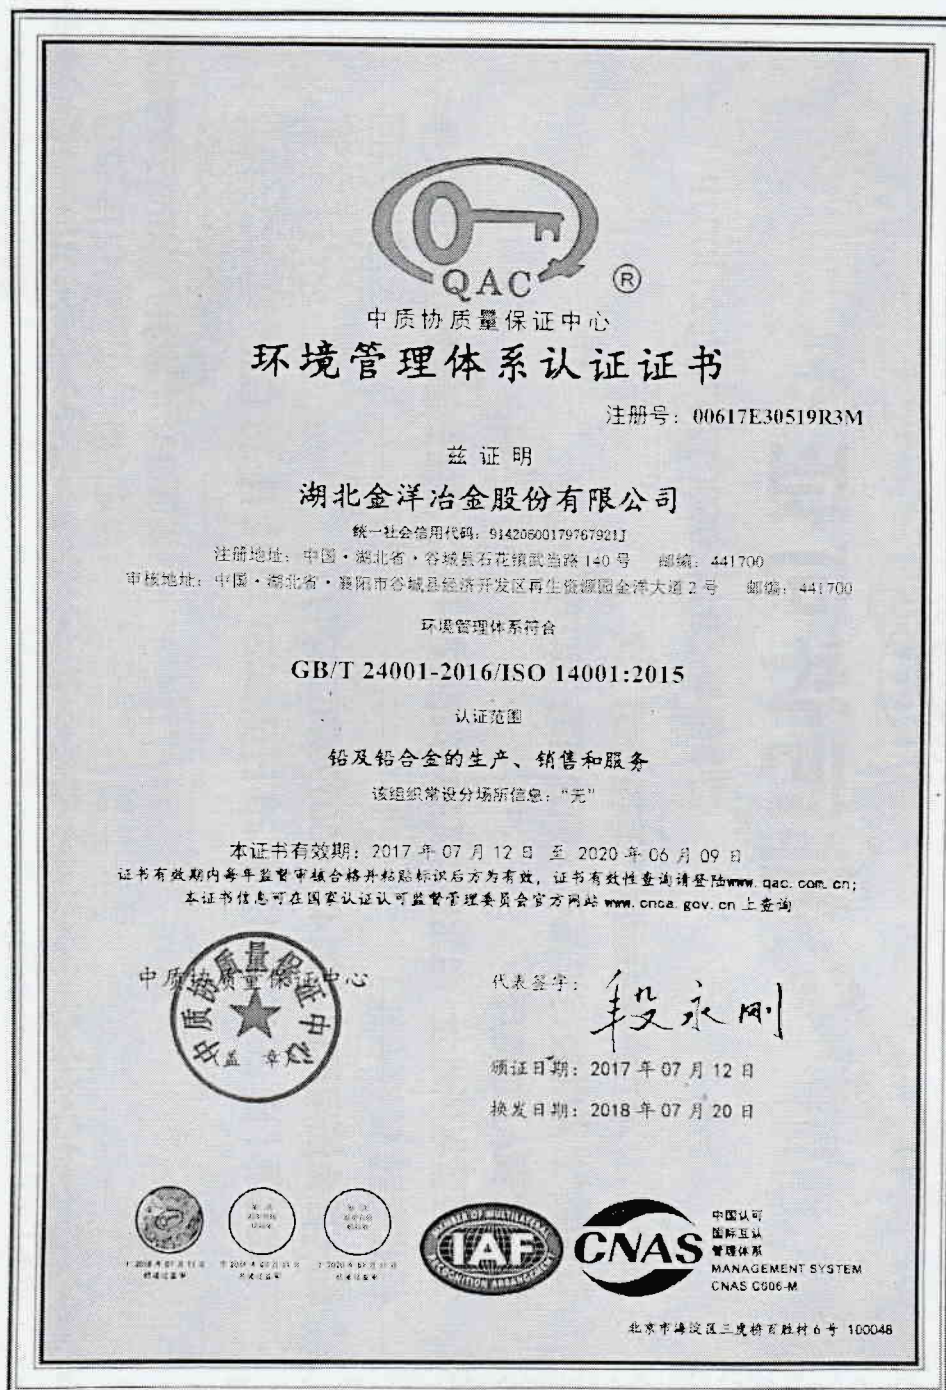 QAC ®
中质协质量保证中心
环境管理体系认证证书
注册号：00617E30519R3M
兹证明
湖北金洋冶金股份有限公司
统一社会信用代码：91420600179767921J
注册地址：中国·湖北省·谷城县石花镇武当路140号 邮编：441700
审核地址：中国·湖北省·襄阳市谷城县经济开发区再生资源园金洋大道2号 邮编：441700
环境管理体系符合
GB/T 24001-2016/ISO 14001:2015
认证范围
铅及铅合金的生产、销售和服务
该组织常设分场所信息：“无”
本证书有效期：2017年07月12日 至 2020年06月09日
证书有效期内每年监督审核合格并粘贴标识后方为有效，证书有效性查询请登陆www.qac.com.cn;
本证书信息可在国家认证认可监督管理委员会官方网站 www.cnca.gov.cn 上查询
中质协质量保证中心
中质协质量保证中心
盖 章
代表签字：
段永刚
颁证日期：2017年07月12日
换发日期：2018年07月20日
IAF
RECOGNITION ARRANGEMENT
CNAS
中国认可
国际互认
管理体系
MANAGEMENT SYSTEM
CNAS C006-M
北京市海淀区三虎桥百胜村6号 100048